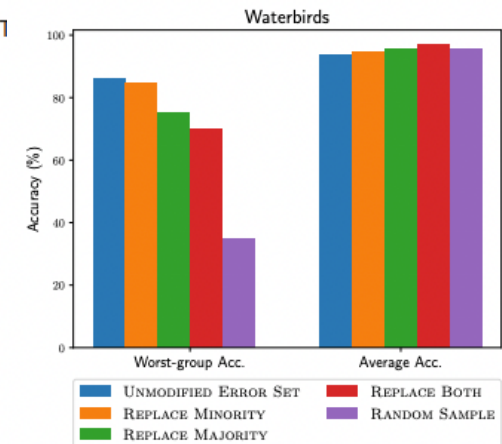 Waterbirds
100
80
60
40
20
0
Accuracy (%)
Worst-group Acc. Average Acc.
UNMODIFIED ERROR SET REPLACE BOTH
REPLACE MINORITY RANDOM SAMPLE
REPLACE MAJORITY